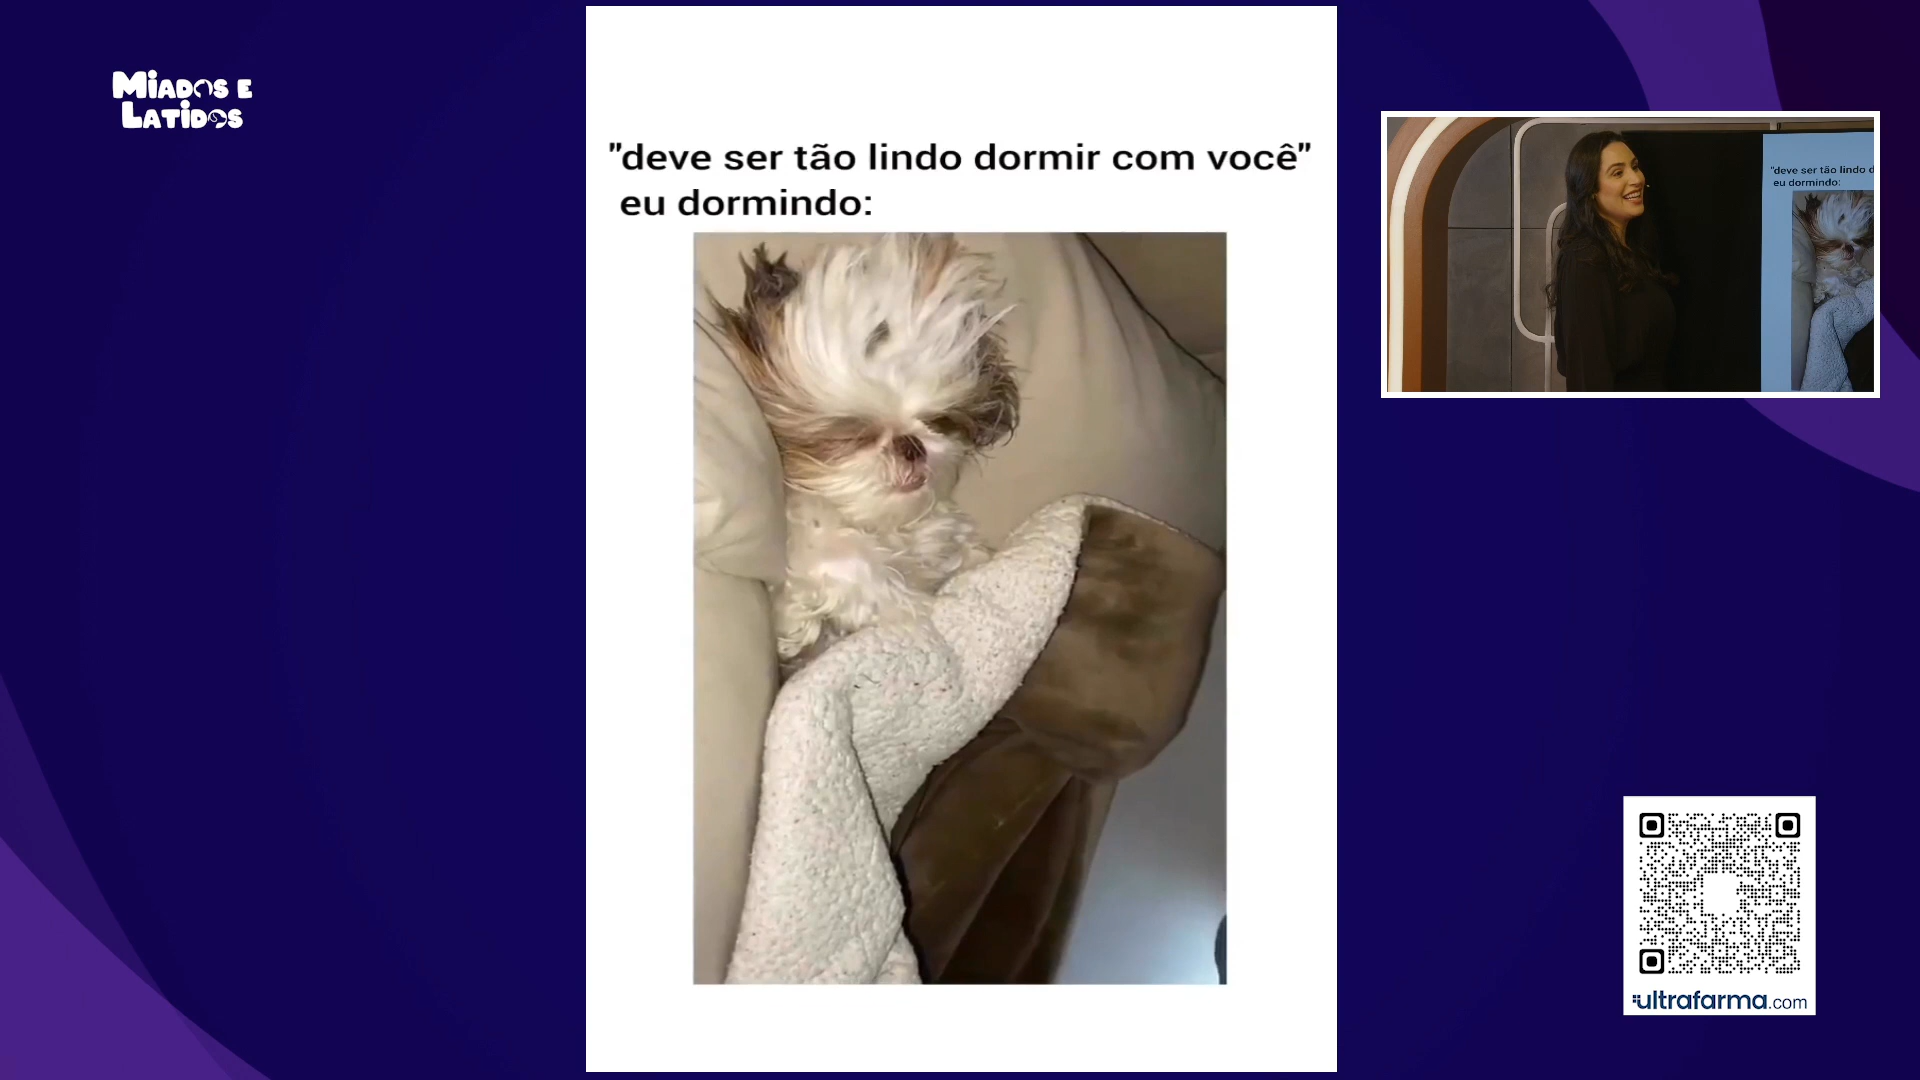 MiADOS E
LATiDOS
"deve ser tão lindo dormir com você"
eu dormindo:
"deve ser tão lindo d
eu dormindo:
ultrafarma.com